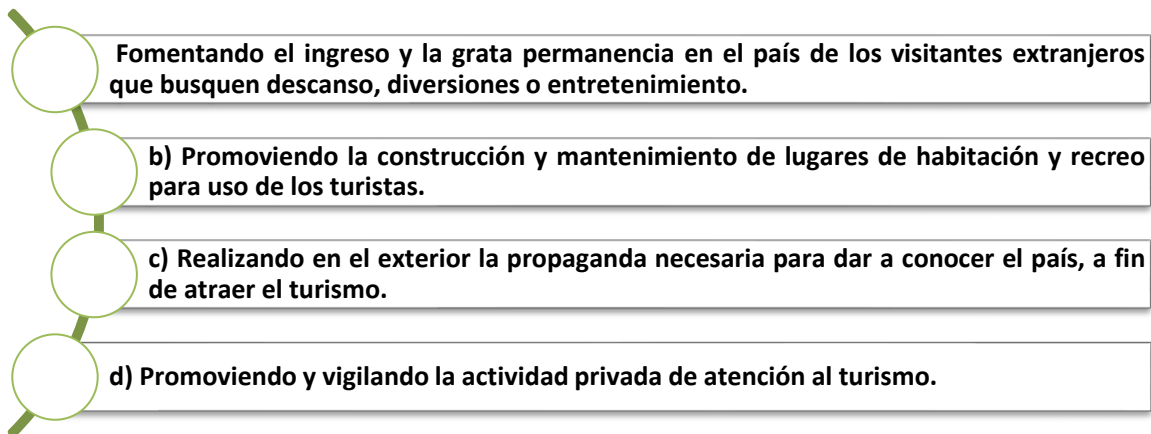 Fomentando el ingreso y la grata permanencia en el país de los visitantes extranjeros
que busquen descanso, diversiones o entretenimiento.
b) Promoviendo la construcción y mantenimiento de lugares de habitación y recreo
para uso de los turistas.
c) Realizando en el exterior la propaganda necesaria para dar a conocer el país, a fin
de atraer el turismo.
d) Promoviendo y vigilando la actividad privada de atención al turismo.